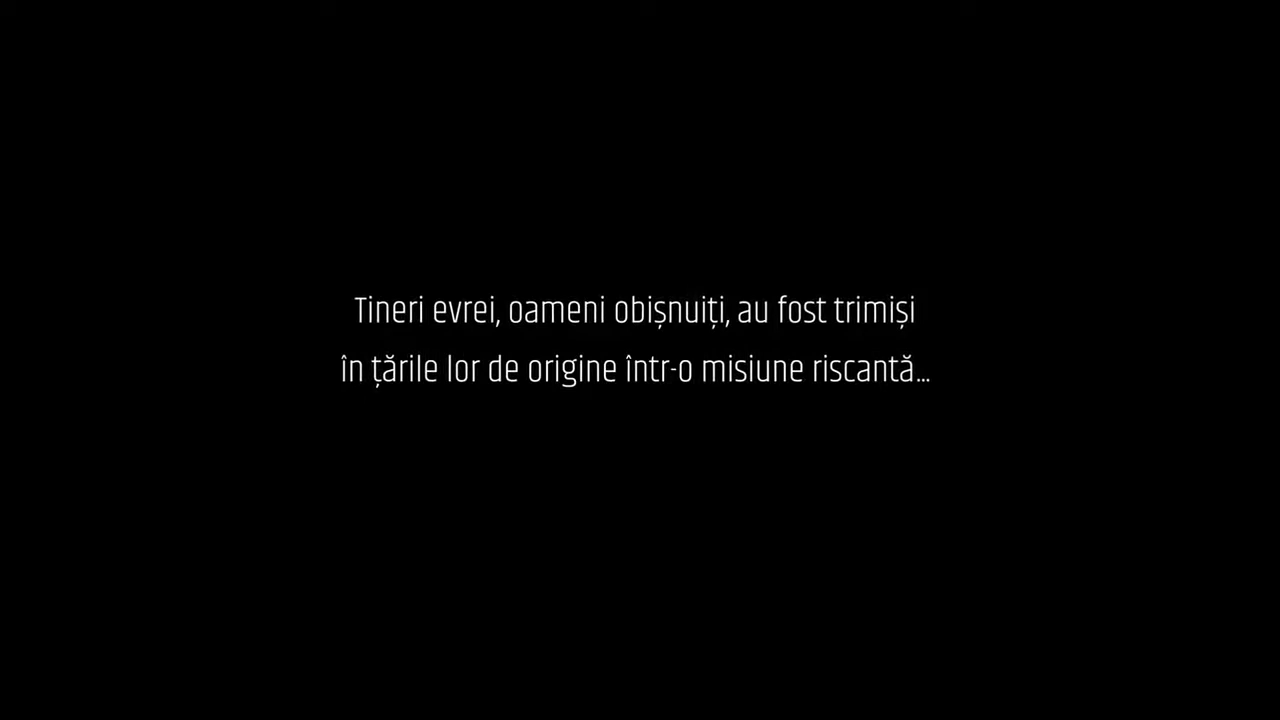 Tineri evrei, oameni obișnuiți, au fost trimiși
în țările lor de origine într-o misiune riscantă...